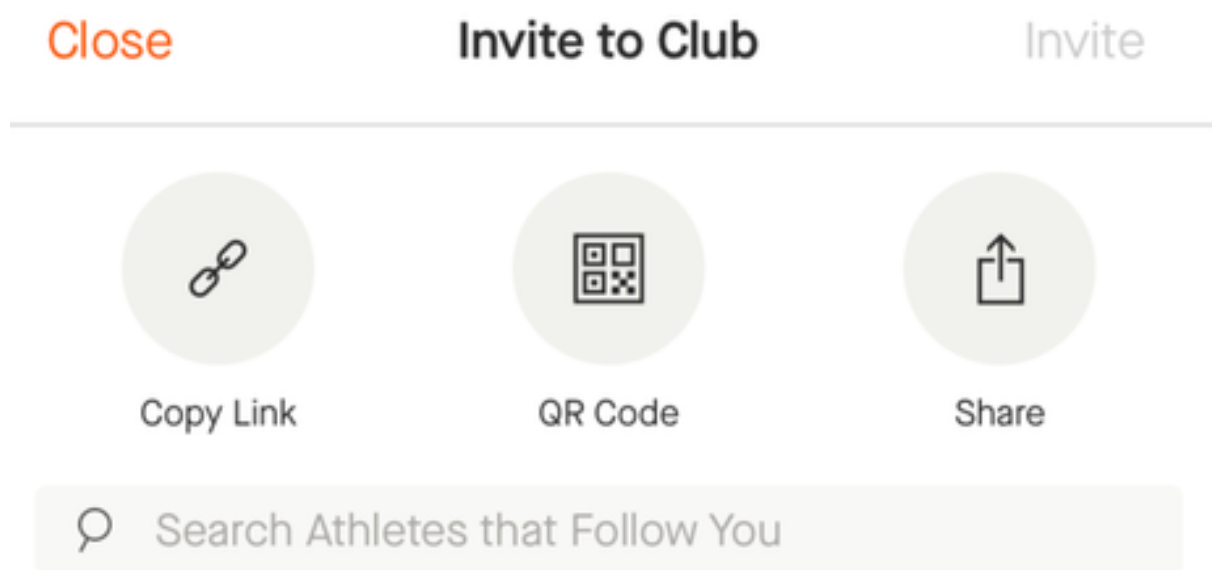 Close Invite to Club Invite
Copy Link QR Code Share
Search Athletes that Follow You